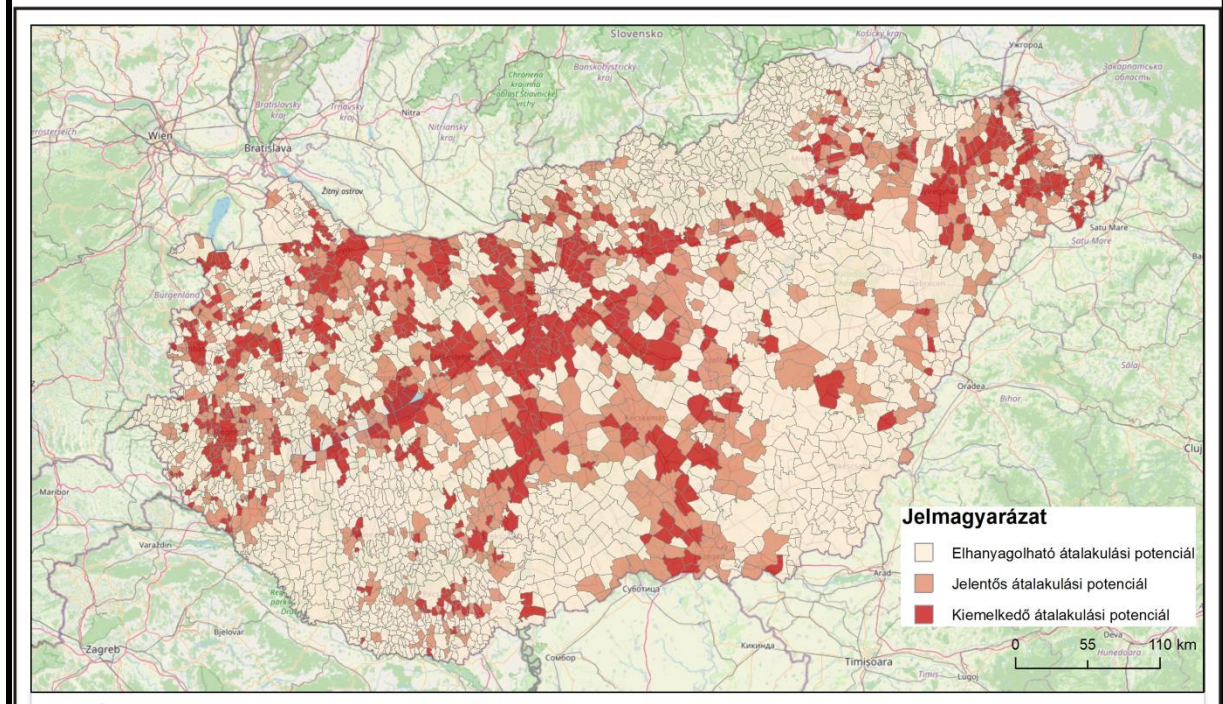 Slovensko
Košický kraj
Ужгород
Chránená
krajinná
oblasť Štiavnické
vrchy
Banskobystrický
kraj
Закарпатська
область
Bratislavský
kraj
Trnavský
kraj
Nitra
Nitriansky
kraj
Wien
Bratislava
Žitný ostrov
Satu Mare
Satu Mare
Burgenland
Sălaj
Oradea
Bihor
Cluj
Maribor
Varaždin
Bjelovar
Zagreb
Суботица
Сомбор
Кикинда
Arad
Timișoara
Timiș
Lugoj
Deva
Hunedoara
Jelmagyarázat
Elhanyagolható átalakulási potenciál
Jelentős átalakulási potenciál
Kiemelkedő átalakulási potenciál
0 55 110 km